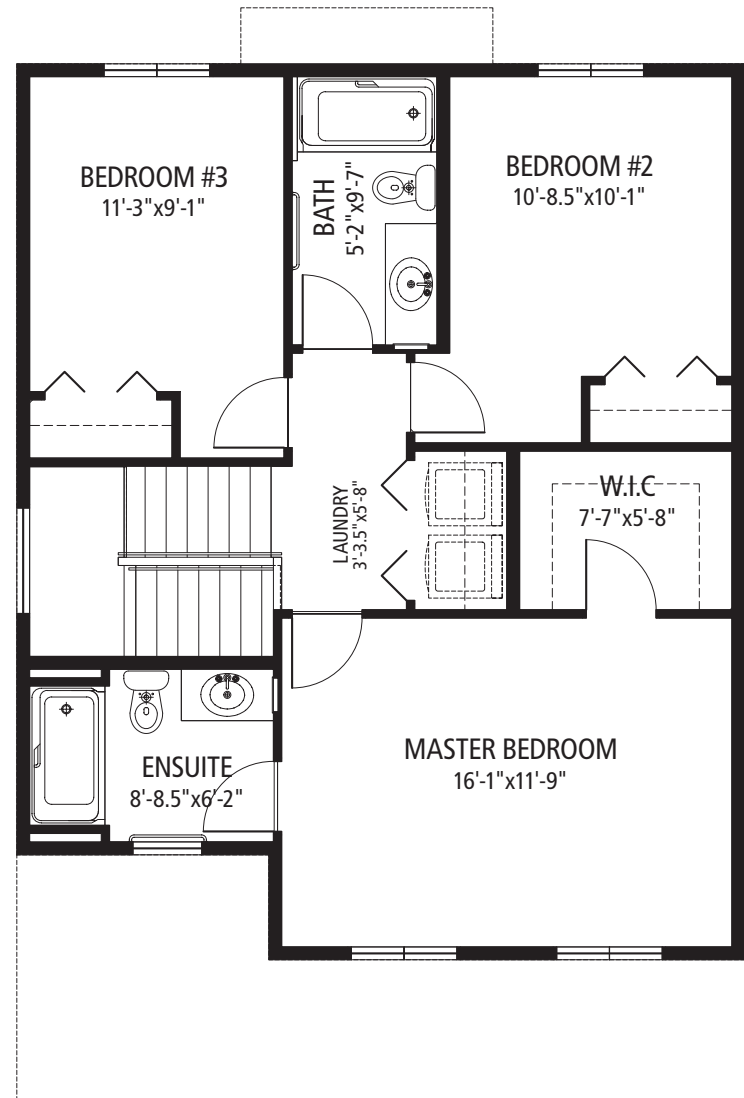 BEDROOM #3
11'-3"x9'-1"
BATH
5'-2"x9'-7"
BEDROOM #2
10'-8.5"x10'-1"
LAUNDRY
3'-3.5"x5'-8"
W.I.C
7'-7"x5'-8"
ENSUITE
8'-8.5"x6'-2"
MASTER BEDROOM
16'-1"x11'-9"